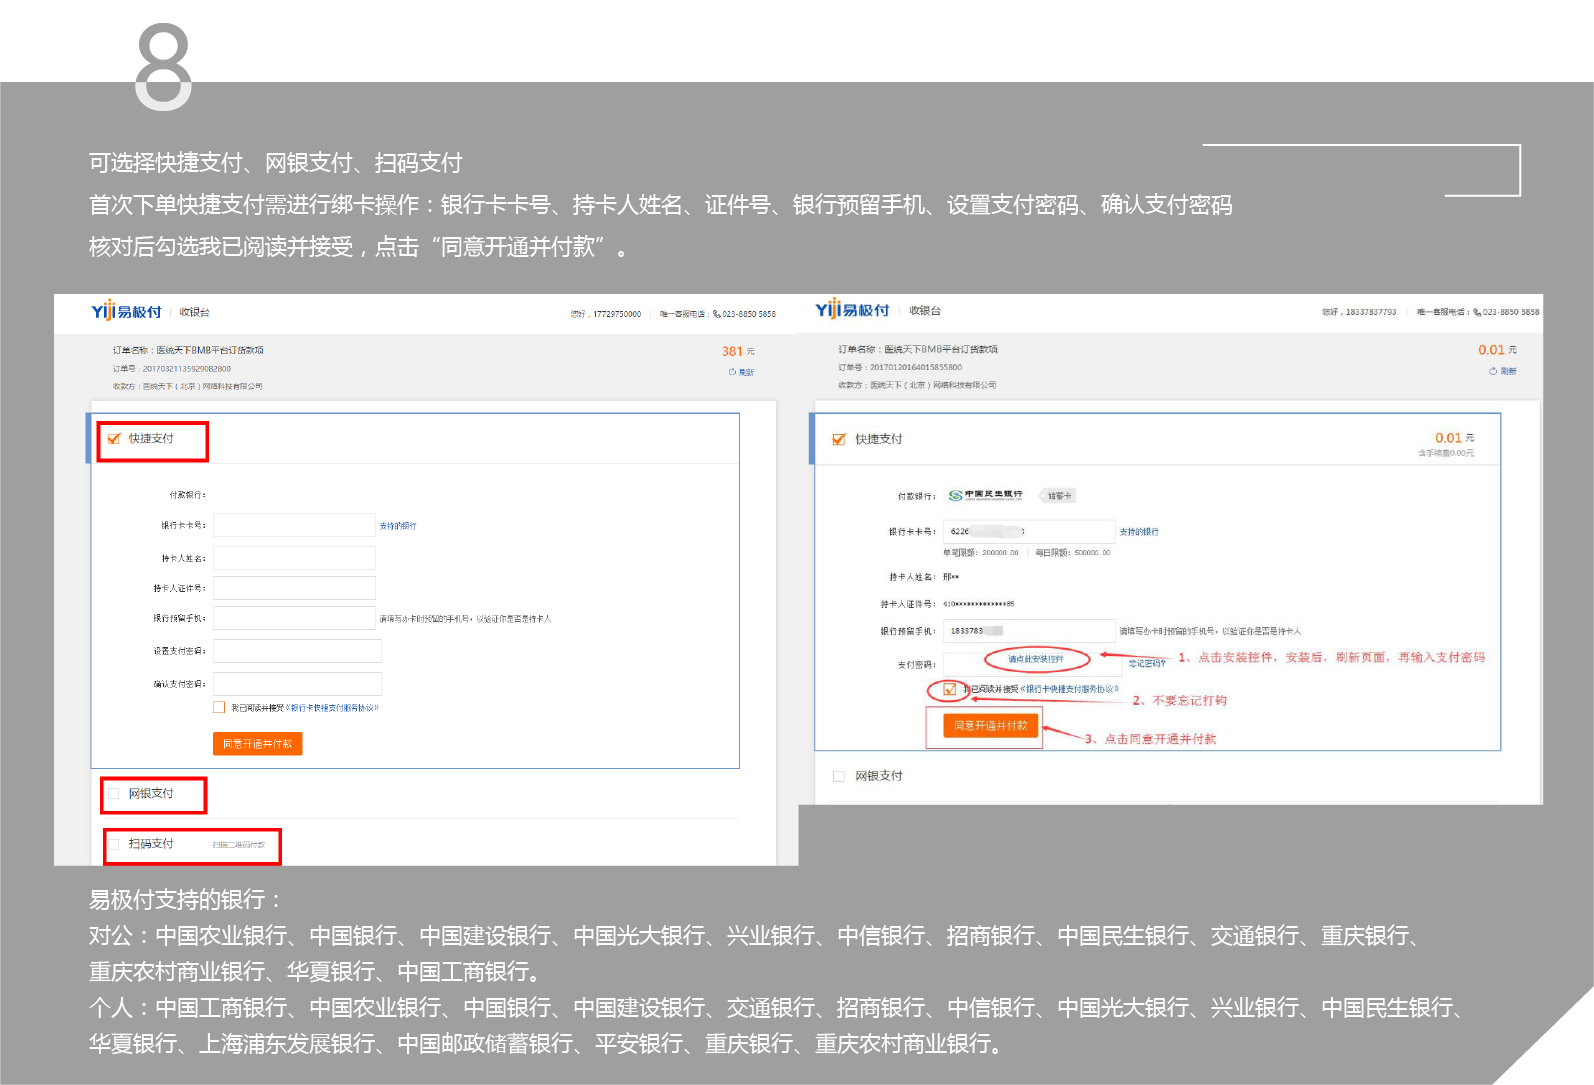 8
可选择快捷支付、网银支付、扫码支付
首次下单快捷支付需进行绑卡操作：银行卡卡号、持卡人姓名、证件号、银行预留手机、设置支付密码、确认支付密码
核对后勾选我已阅读并接受，点击“同意开通并付款”。
Yiji易极付 收银台
您好，17729750000 唯一客服电话：023-8850 5858
订单名称：医统天下BMB平台订货款项
381 元
订单号：20170321135929082800
刷新
收款方：医统天下（北京）网络科技有限公司
快捷支付
付款银行：
银行卡卡号： 支持的银行
持卡人姓名：
持卡人证件号：
银行预留手机： 请填写办卡时预留的手机号，以验证你是否是持卡人
设置支付密码：
确认支付密码：
我已阅读并接受《银行卡快捷支付服务协议》
同意开通并付款
网银支付
扫码支付 扫描二维码付款
Yiji易极付 收银台
您好，18337837793 唯一客服电话：023-8850 5858
订单名称：医统天下BMB平台订货款项
0.01 元
订单号：20170120164015855800
刷新
收款方：医统天下（北京）网络科技有限公司
快捷支付
0.01 元
含手续费0.00元
付款银行： 中国民生银行 储蓄卡
银行卡卡号： 6226 3 支持的银行
单笔限额：200000.00 每日限额：500000.00
持卡人姓名：邢**
持卡人证件号：410*************85
银行预留手机： 1833783 请填写办卡时预留的手机号，以验证你是否是持卡人
支付密码： 请点此安装控件 忘记密码?
1、点击安装控件，安装后，刷新页面，再输入支付密码
我已阅读并接受《银行卡快捷支付服务协议》
2、不要忘记打钩
同意开通并付款
3、点击同意开通并付款
网银支付
易极付支持的银行：
对公：中国农业银行、中国银行、中国建设银行、中国光大银行、兴业银行、中信银行、招商银行、中国民生银行、交通银行、重庆银行、
重庆农村商业银行、华夏银行、中国工商银行。
个人：中国工商银行、中国农业银行、中国银行、中国建设银行、交通银行、招商银行、中信银行、中国光大银行、兴业银行、中国民生银行、
华夏银行、上海浦东发展银行、中国邮政储蓄银行、平安银行、重庆银行、重庆农村商业银行。